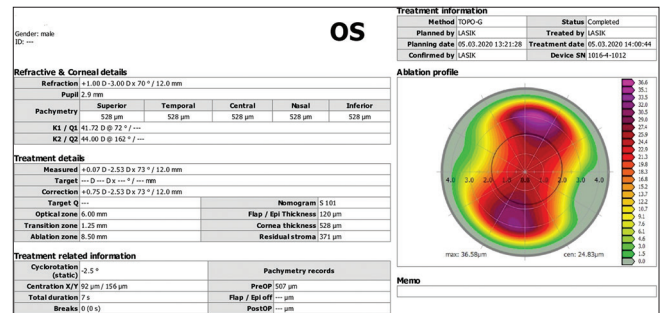 Gender: male
ID: ---
OS
Treatment information
Method TOPO-G Status Completed
Planned by LASIK Treated by LASIK
Planning date 05.03.2020 13:21:28 Treatment date 05.03.2020 14:00:44
Confirmed by LASIK Device SN 1016-4-1012
Refractive & Corneal details
Refraction +1.00 D -3.00 D x 70 ° / 12.0 mm
Pupil 2.9 mm
Pachymetry Superior Temporal Central Nasal Inferior
528 µm 528 µm 528 µm 528 µm 528 µm
K1 / Q1 41.72 D @ 72 ° / ---
K2 / Q2 44.00 D @ 162 ° / ---
Treatment details
Measured +0.07 D -2.53 D x 73 ° / 12.0 mm
Target --- D --- D x --- ° / --- mm
Correction +0.75 D -2.53 D x 73 ° / 12.0 mm
Target Q --- Nomogram S 101
Optical zone 6.00 mm Flap / Epi Thickness 120 µm
Transition zone 1.25 mm Cornea thickness 528 µm
Ablation zone 8.50 mm Residual stroma 371 µm
Treatment related information
Cyclorotation (static) -2.5 ° Pachymetry records
Centration X/Y 92 µm / 156 µm PreOP 507 µm
Total duration 7 s Flap / Epi off --- µm
Breaks 0 (0 s) PostOP --- µm
Ablation profile
4.0 3.0 2.0 1.0 2.0 3.0 4.0
36.6
35.1
33.5
32.0
30.5
29.0
27.4
25.9
24.4
22.9
21.3
19.8
18.3
16.8
15.2
13.7
12.2
10.7
9.1
7.6
6.1
4.6
3.0
1.5
0.0
max: 36.58µm cen: 24.83µm
Memo